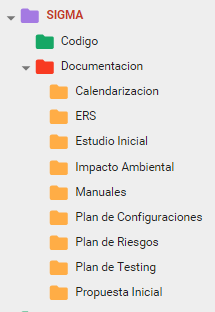 SIGMA
Codigo
Documentacion
Calendarizacion
ERS
Estudio Inicial
Impacto Ambiental
Manuales
Plan de Configuraciones
Plan de Riesgos
Plan de Testing
Propuesta Inicial